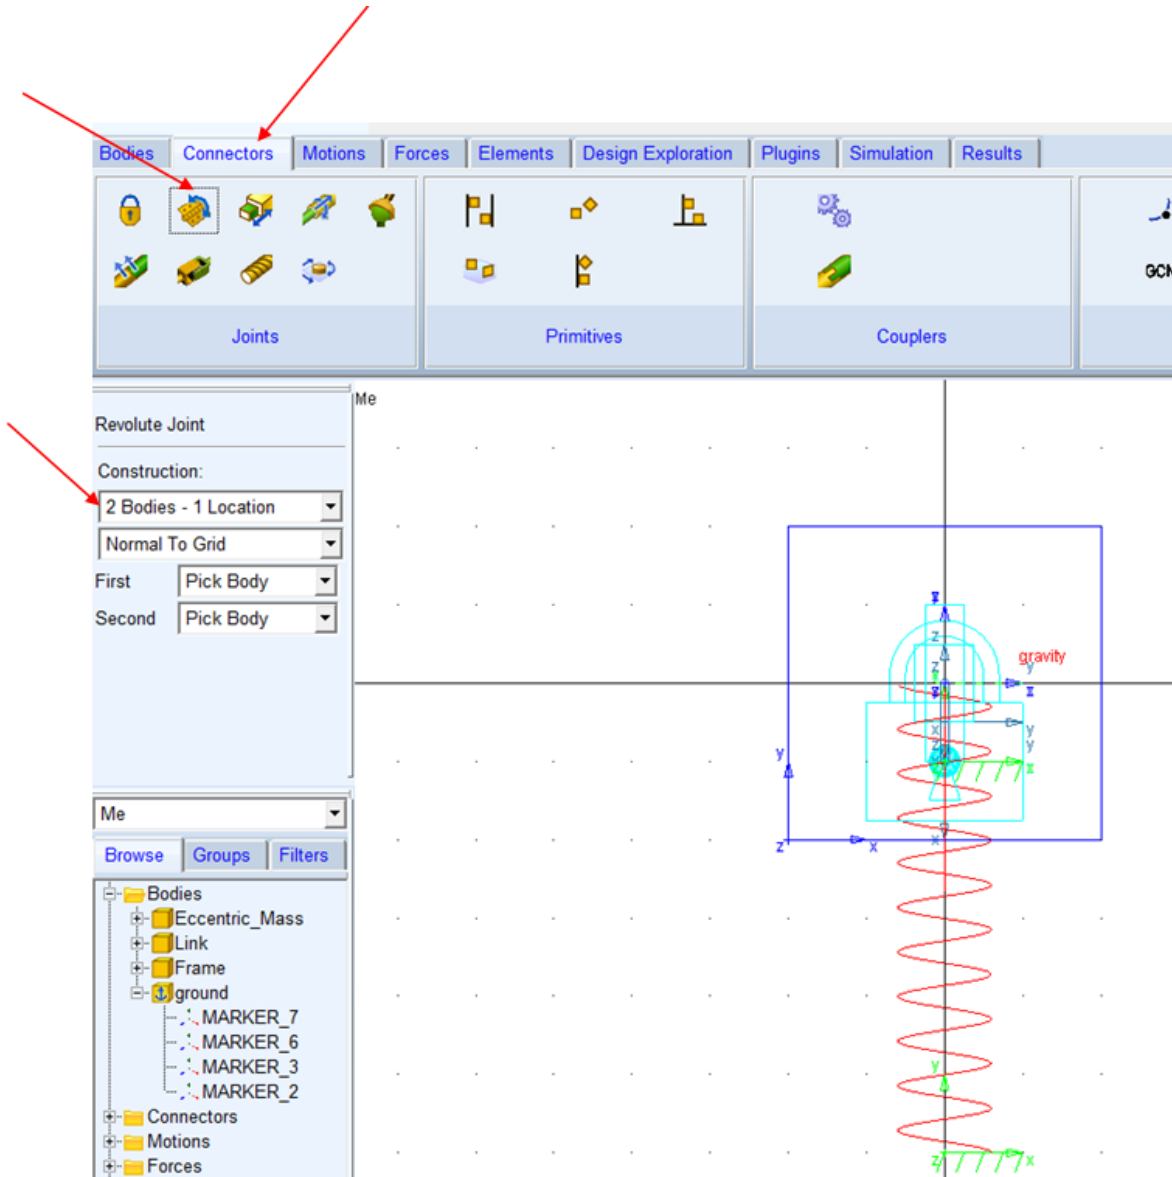 Bodies Connectors Motions Forces Elements Design Exploration Plugins Simulation Results
GCN
Joints Primitives Couplers
Me
Revolute Joint
Construction:
2 Bodies - 1 Location
Normal To Grid
First Pick Body
Second Pick Body
gravity
Me
Browse Groups Filters
Bodies
Eccentric_Mass
Link
Frame
ground
MARKER_7
MARKER_6
MARKER_3
MARKER_2
Connectors
Motions
Forces
z
z
y
x
y
y
y
z
x
x
y
z
x